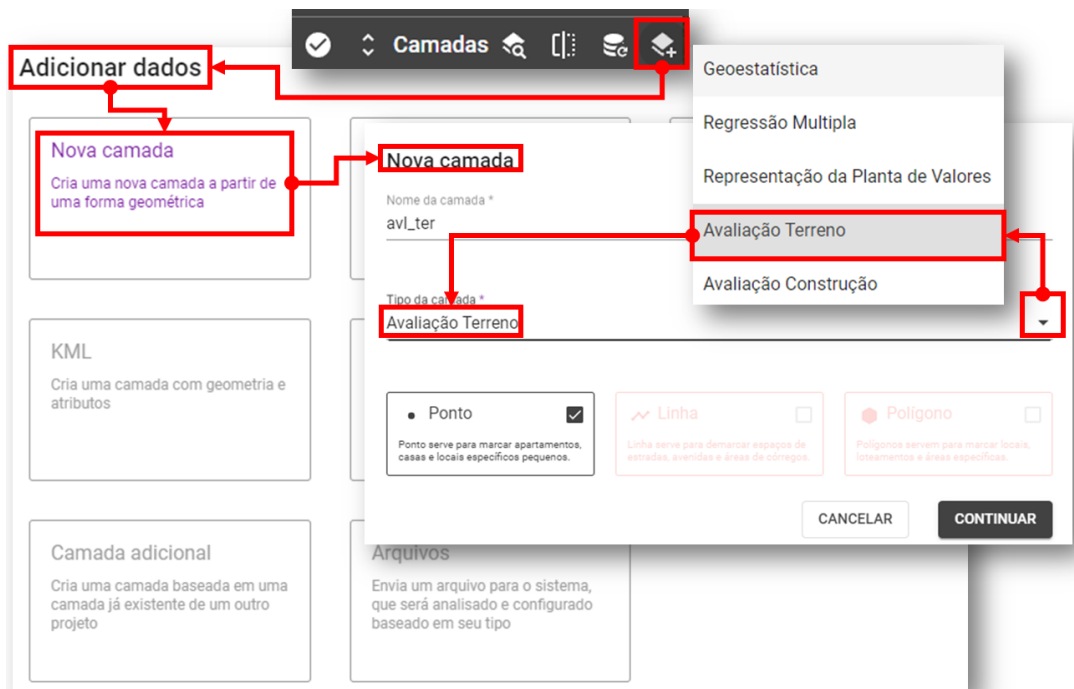 Camadas
Adicionar dados
Nova camada
Cria uma nova camada a partir de
uma forma geométrica
KML
Cria uma camada com geometria e
atributos
Camada adicional
Cria uma camada baseada em uma
camada já existente de um outro
projeto
Arquivos
Envia um arquivo para o sistema,
que será analisado e configurado
baseado em seu tipo
Nova camada
Nome da camada *
avl_ter
Tipo da camada *
Avaliação Terreno
Geoestatística
Regressão Multipla
Representação da Planta de Valores
Avaliação Terreno
Avaliação Construção
Ponto
Ponto serve para marcar apartamentos,
casas e locais específicos pequenos.
Linha
Linha serve para demarcar espaços de
estradas, avenidas e áreas de córregos.
Polígono
Polígonos servem para marcar locais,
loteamentos e áreas específicas.
CANCELAR
CONTINUAR